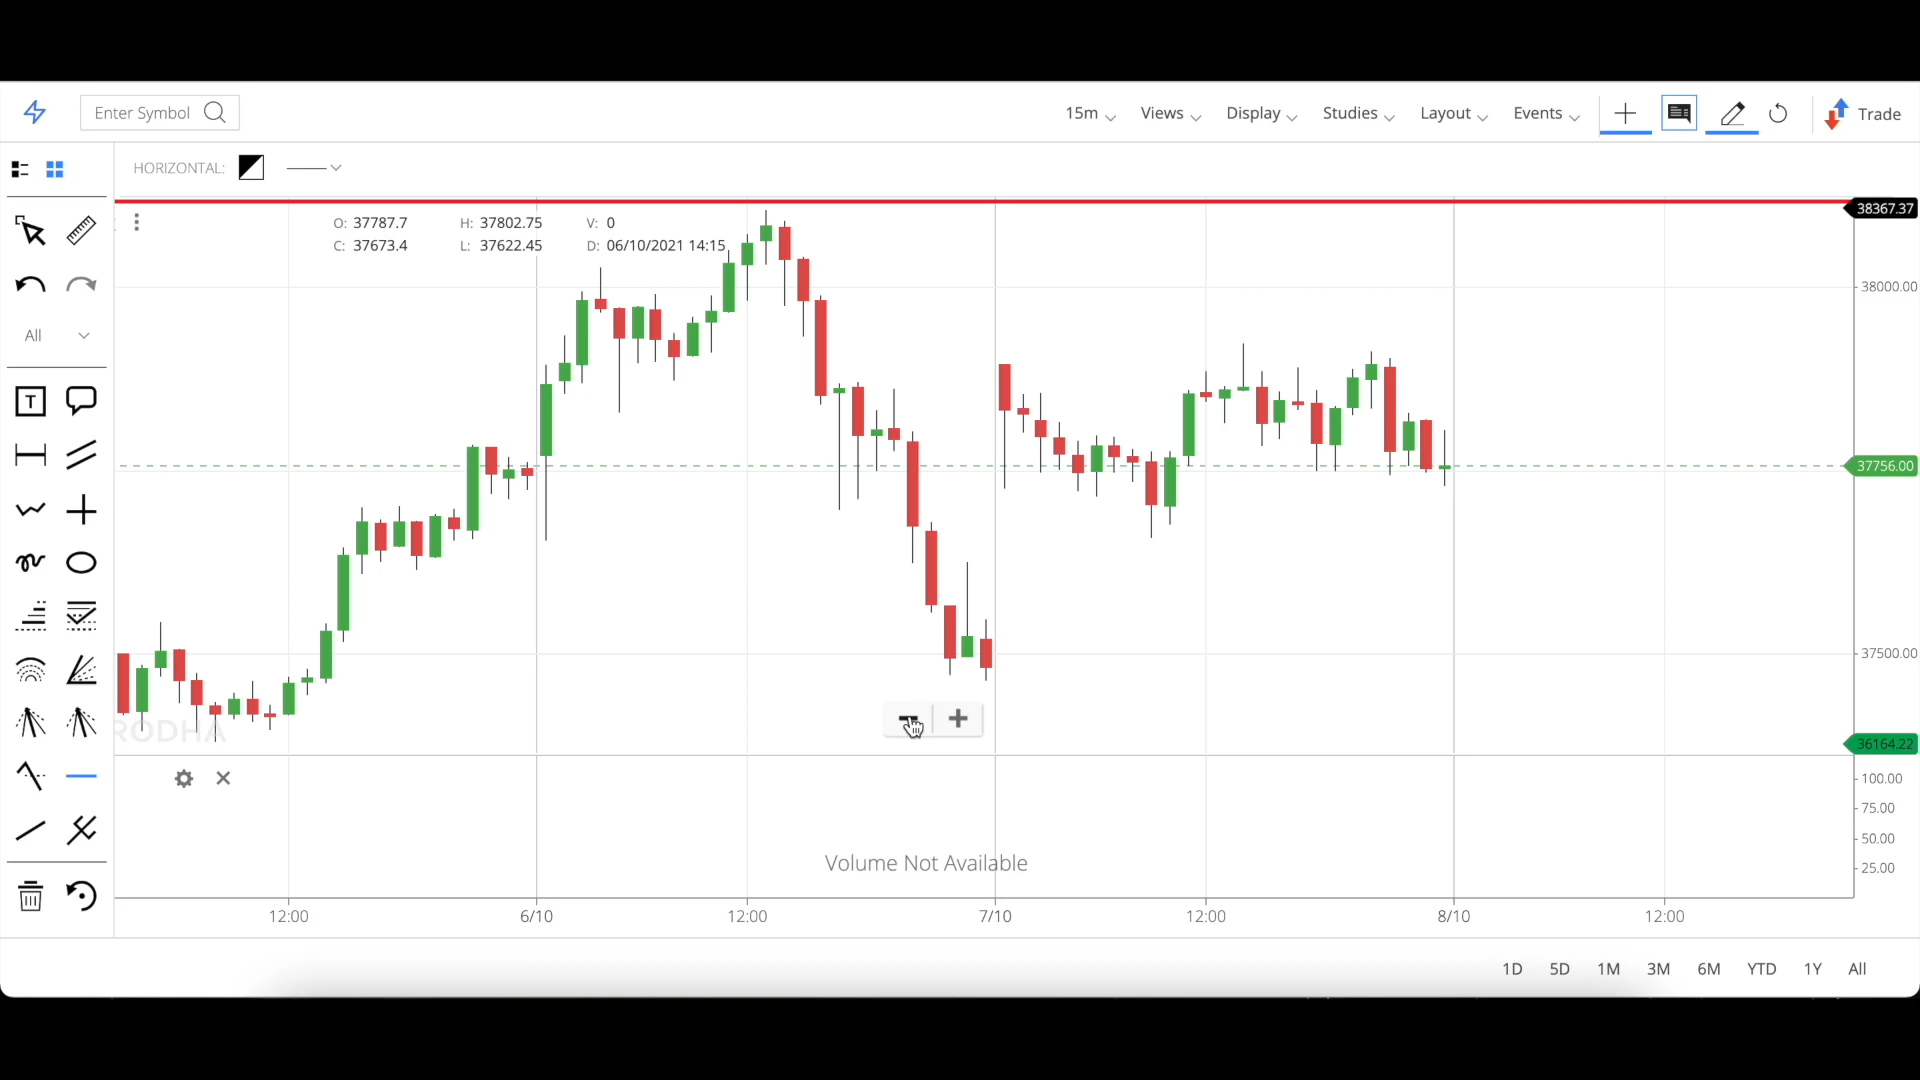 Enter Symbol
15m Views Display Studies Layout Events Trade
HORIZONTAL:
38367.37
O: 37787.7 H: 37802.75 V: 0
C: 37673.4 L: 37622.45 D: 06/10/2021 14:15
38000.00
All
T
37756.00
37500.00
RODHA
36164.22
100.00
75.00
50.00
Volume Not Available
25.00
12:00 6/10 12:00 7/10 12:00 8/10 12:00
1D 5D 1M 3M 6M YTD 1Y All